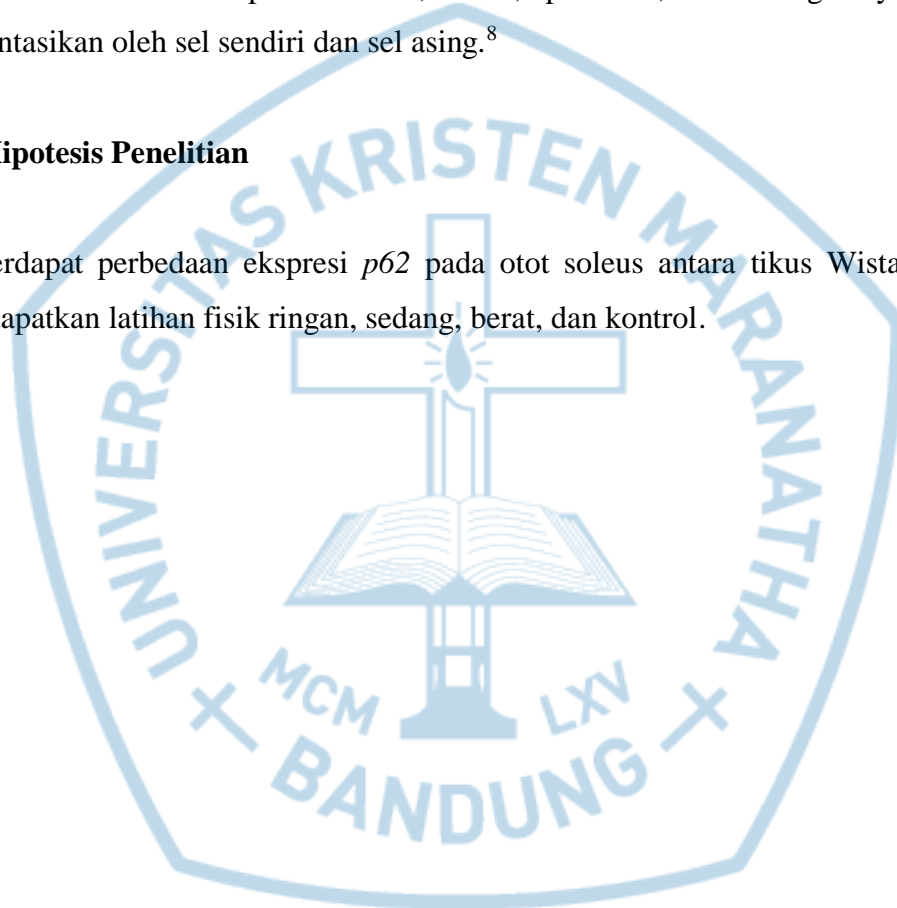 ntasikan oleh sel sendiri dan sel asing.8
Hipotesis Penelitian
erdapat perbedaan ekspresi p62 pada otot soleus antara tikus Wista
dapatkan latihan fisik ringan, sedang, berat, dan kontrol.
UNIVERSITAS KRISTEN MARANATHA
MCM LXV
BANDUNG